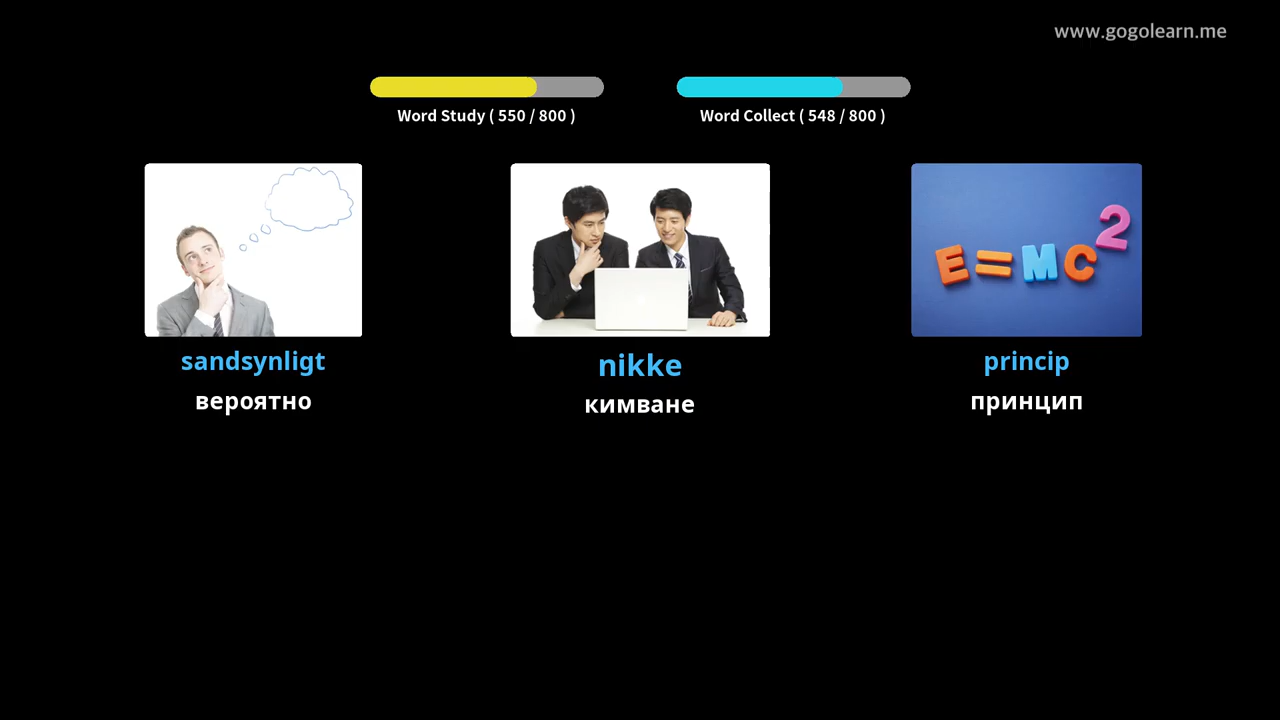 www.gogolearn.me
Word Study ( 550 / 800 )
Word Collect ( 548 / 800 )
E=MC2
sandsynligt
nikke
princip
вероятно
кимване
принцип